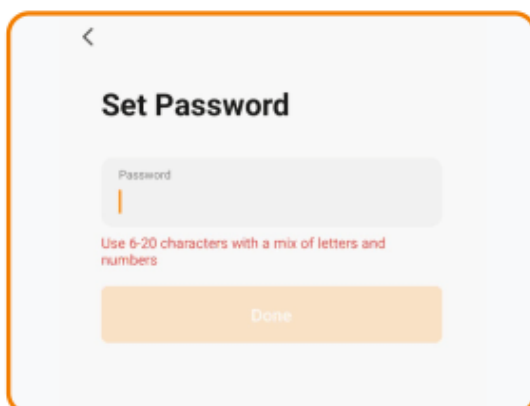 Set Password
Password
Use 6-20 characters with a mix of letters and
numbers
Done